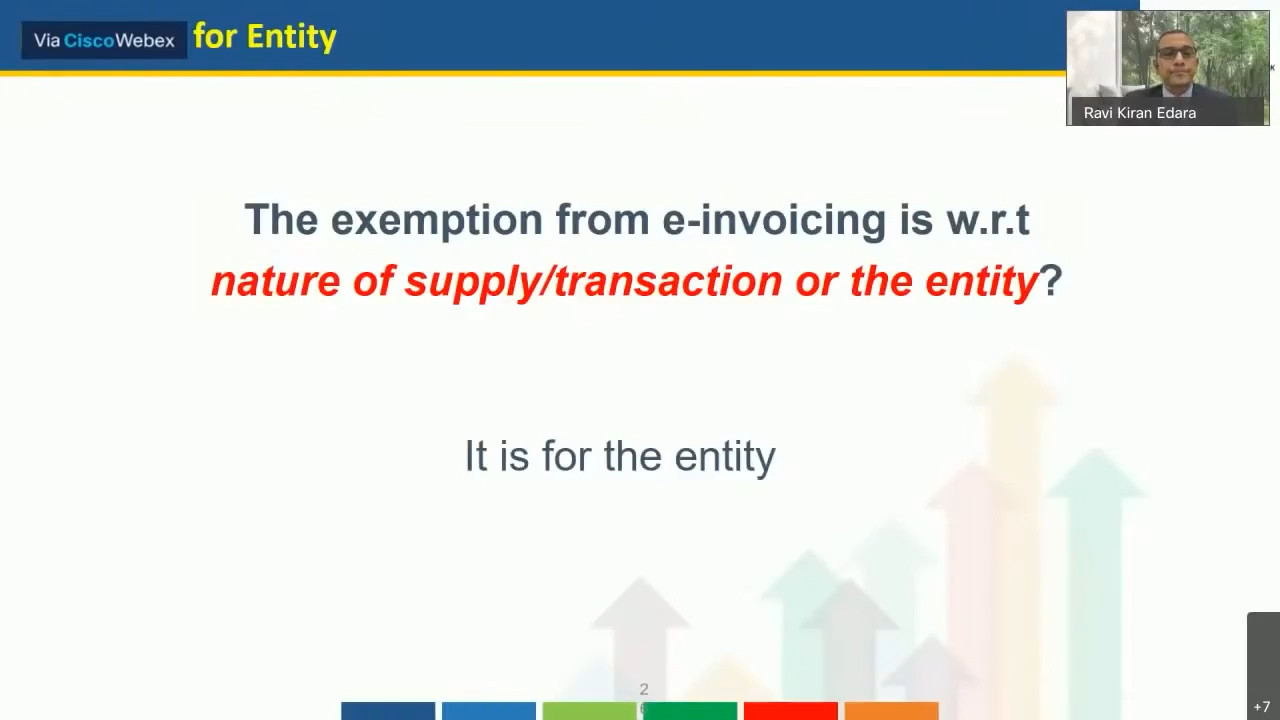 Via CiscoWebex for Entity
Ravi Kiran Edara
The exemption from e-invoicing is w.r.t
nature of supply/transaction or the entity?
It is for the entity
2
+7